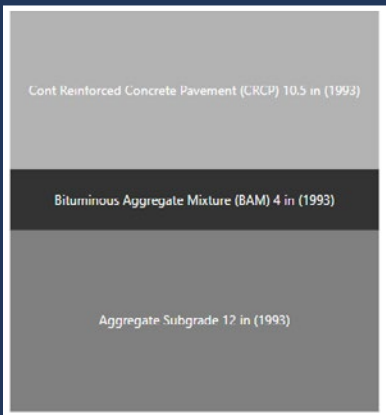 Cont Reinforced Concrete Pavement (CRCP) 10.5 in (1993)
Bituminous Aggregate Mixture (BAM) 4 in (1993)
Aggregate Subgrade 12 in (1993)